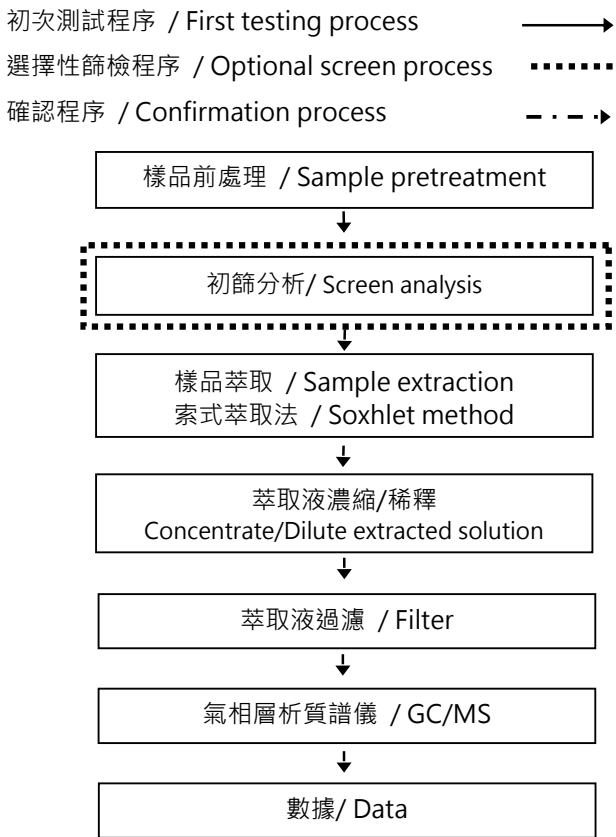 初次測試程序 / First testing process
選擇性篩檢程序 / Optional screen process
確認程序 / Confirmation process
樣品前處理 / Sample pretreatment
初篩分析/ Screen analysis
樣品萃取 / Sample extraction
索式萃取法 / Soxhlet method
萃取液濃縮/稀釋
Concentrate/Dilute extracted solution
萃取液過濾 / Filter
氣相層析質譜儀 / GC/MS
數據/ Data